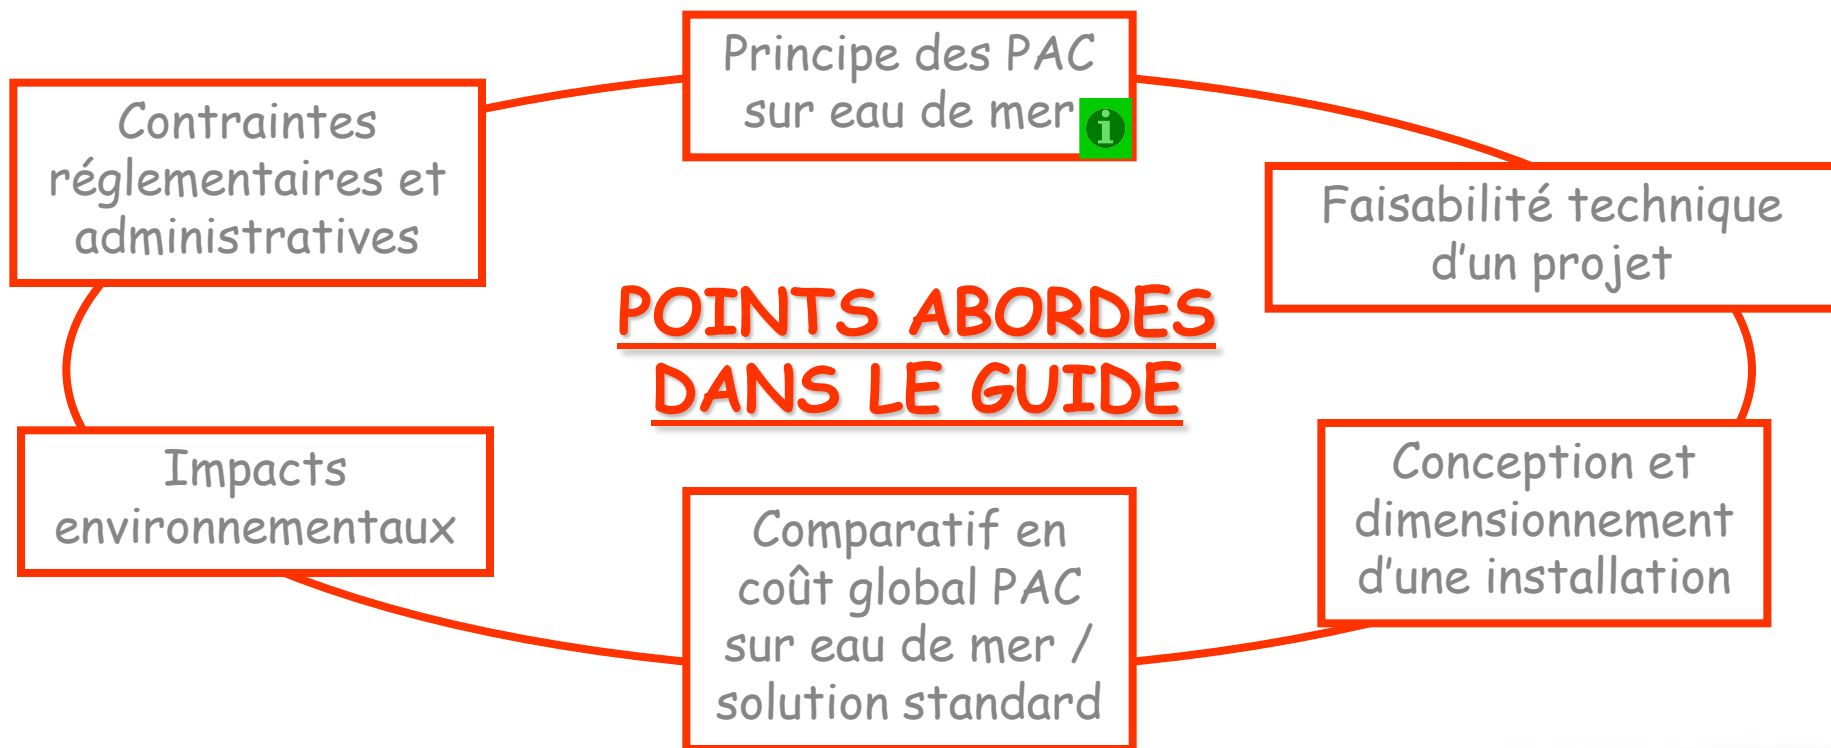 Principe des PAC
sur eau de mer
Contraintes
réglementaires et
administratives
Faisabilité technique
d'un projet
POINTS ABORDES
DANS LE GUIDE
Impacts
environnementaux
Comparatif en
coût global PAC
sur eau de mer /
solution standard
Conception et
dimensionnement
d'une installation